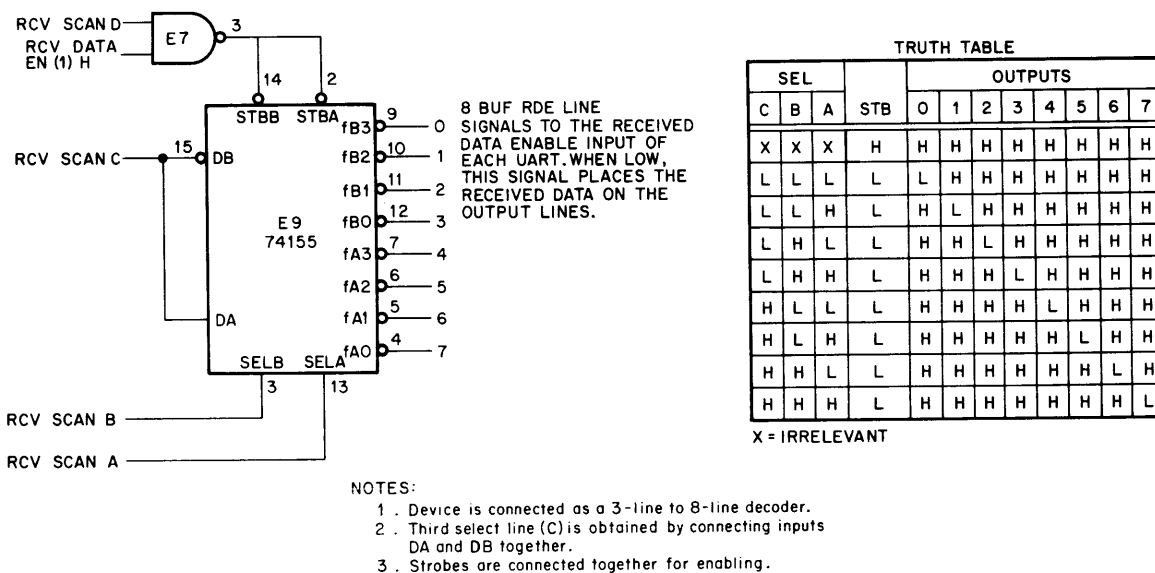 RCV SCAN D
RCV DATA
EN (1) H
E7
3
14
2
STBB
STBA
RCV SCAN C
15
DB
DA
E9
74155
SELB
SELA
3
13
RCV SCAN B
RCV SCAN A
fB3 9 0
fB2 10 1
fB1 11 2
fB0 12 3
fA3 7 4
fA2 6 5
fA1 5 6
fA0 4 7
8 BUF RDE LINE
SIGNALS TO THE RECEIVED
DATA ENABLE INPUT OF
EACH UART. WHEN LOW,
THIS SIGNAL PLACES THE
RECEIVED DATA ON THE
OUTPUT LINES.
TRUTH TABLE
SEL OUTPUTS
C B A STB 0 1 2 3 4 5 6 7
X X X H H H H H H H H H
L L L L L H H H H H H H
L L H L H L H H H H H H
L H L L H H L H H H H H
L H H L H H H L H H H H
H L L L H H H H L H H H
H L H L H H H H H L H H
H H L L H H H H H H L H
H H H L H H H H H H H L
X = IRRELEVANT
NOTES:
1 . Device is connected as a 3-line to 8-line decoder.
2 . Third select line (C) is obtained by connecting inputs
DA and DB together.
3 . Strobes are connected together for enabling.